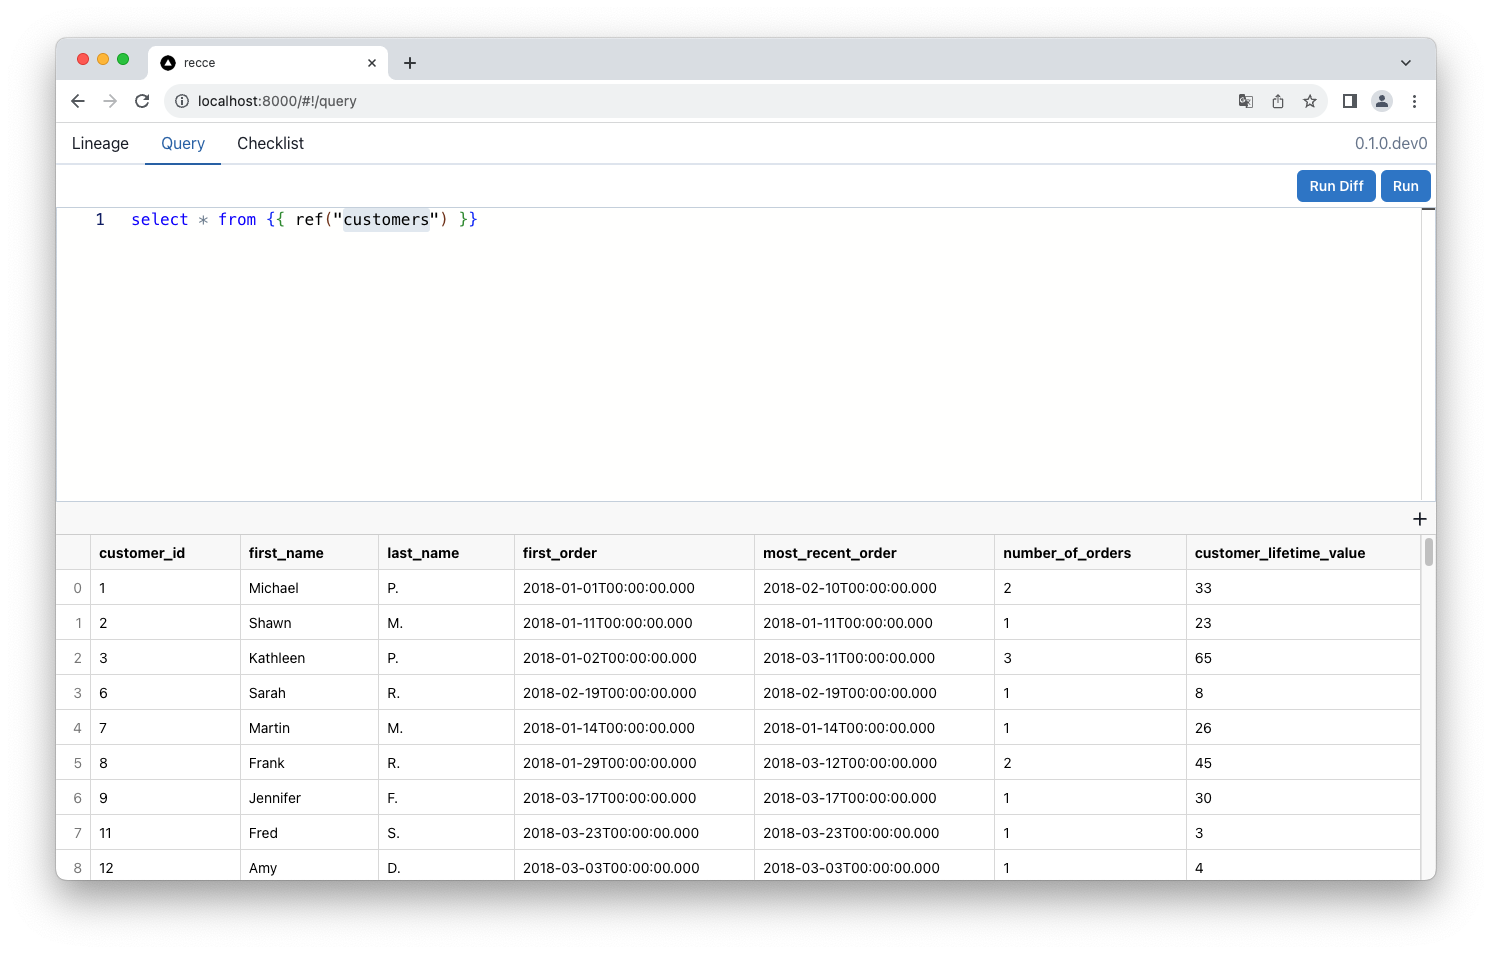 recce
localhost:8000/#!/query
Lineage Query Checklist 0.1.0.dev0
Run Diff Run
1 select * from {{ ref("customers") }}
customer_id first_name last_name first_order most_recent_order number_of_orders customer_lifetime_value
0 1 Michael P. 2018-01-01T00:00:00.000 2018-02-10T00:00:00.000 2 33
1 2 Shawn M. 2018-01-11T00:00:00.000 2018-01-11T00:00:00.000 1 23
2 3 Kathleen P. 2018-01-02T00:00:00.000 2018-03-11T00:00:00.000 3 65
3 6 Sarah R. 2018-02-19T00:00:00.000 2018-02-19T00:00:00.000 1 8
4 7 Martin M. 2018-01-14T00:00:00.000 2018-01-14T00:00:00.000 1 26
5 8 Frank R. 2018-01-29T00:00:00.000 2018-03-12T00:00:00.000 2 45
6 9 Jennifer F. 2018-03-17T00:00:00.000 2018-03-17T00:00:00.000 1 30
7 11 Fred S. 2018-03-23T00:00:00.000 2018-03-23T00:00:00.000 1 3
8 12 Amy D. 2018-03-03T00:00:00.000 2018-03-03T00:00:00.000 1 4